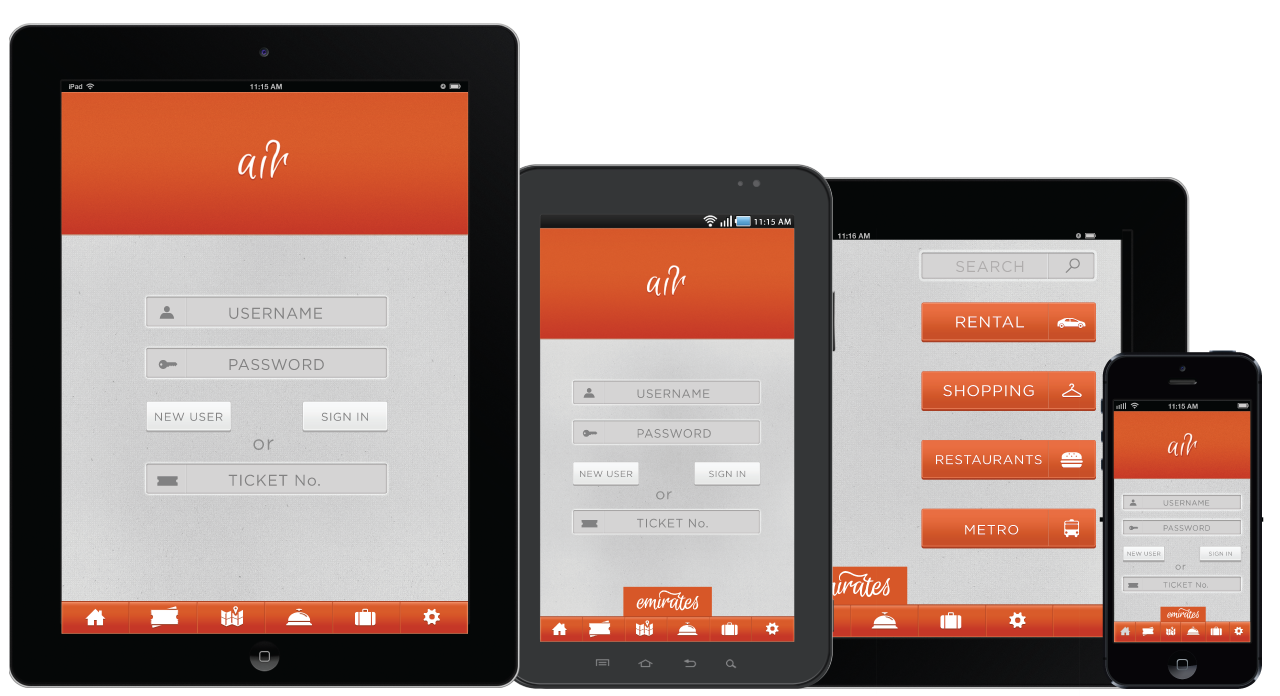 iPad 11:15 AM
air
USERNAME
PASSWORD
NEW USER SIGN IN
or
TICKET No.
11:15 AM
air
USERNAME
PASSWORD
NEW USER SIGN IN
or
TICKET No.
emirates
11:16 AM
SEARCH
RENTAL
SHOPPING
RESTAURANTS
METRO
emirates
11:15 AM
air
USERNAME
PASSWORD
NEW USER SIGN IN
or
TICKET No.
emirates